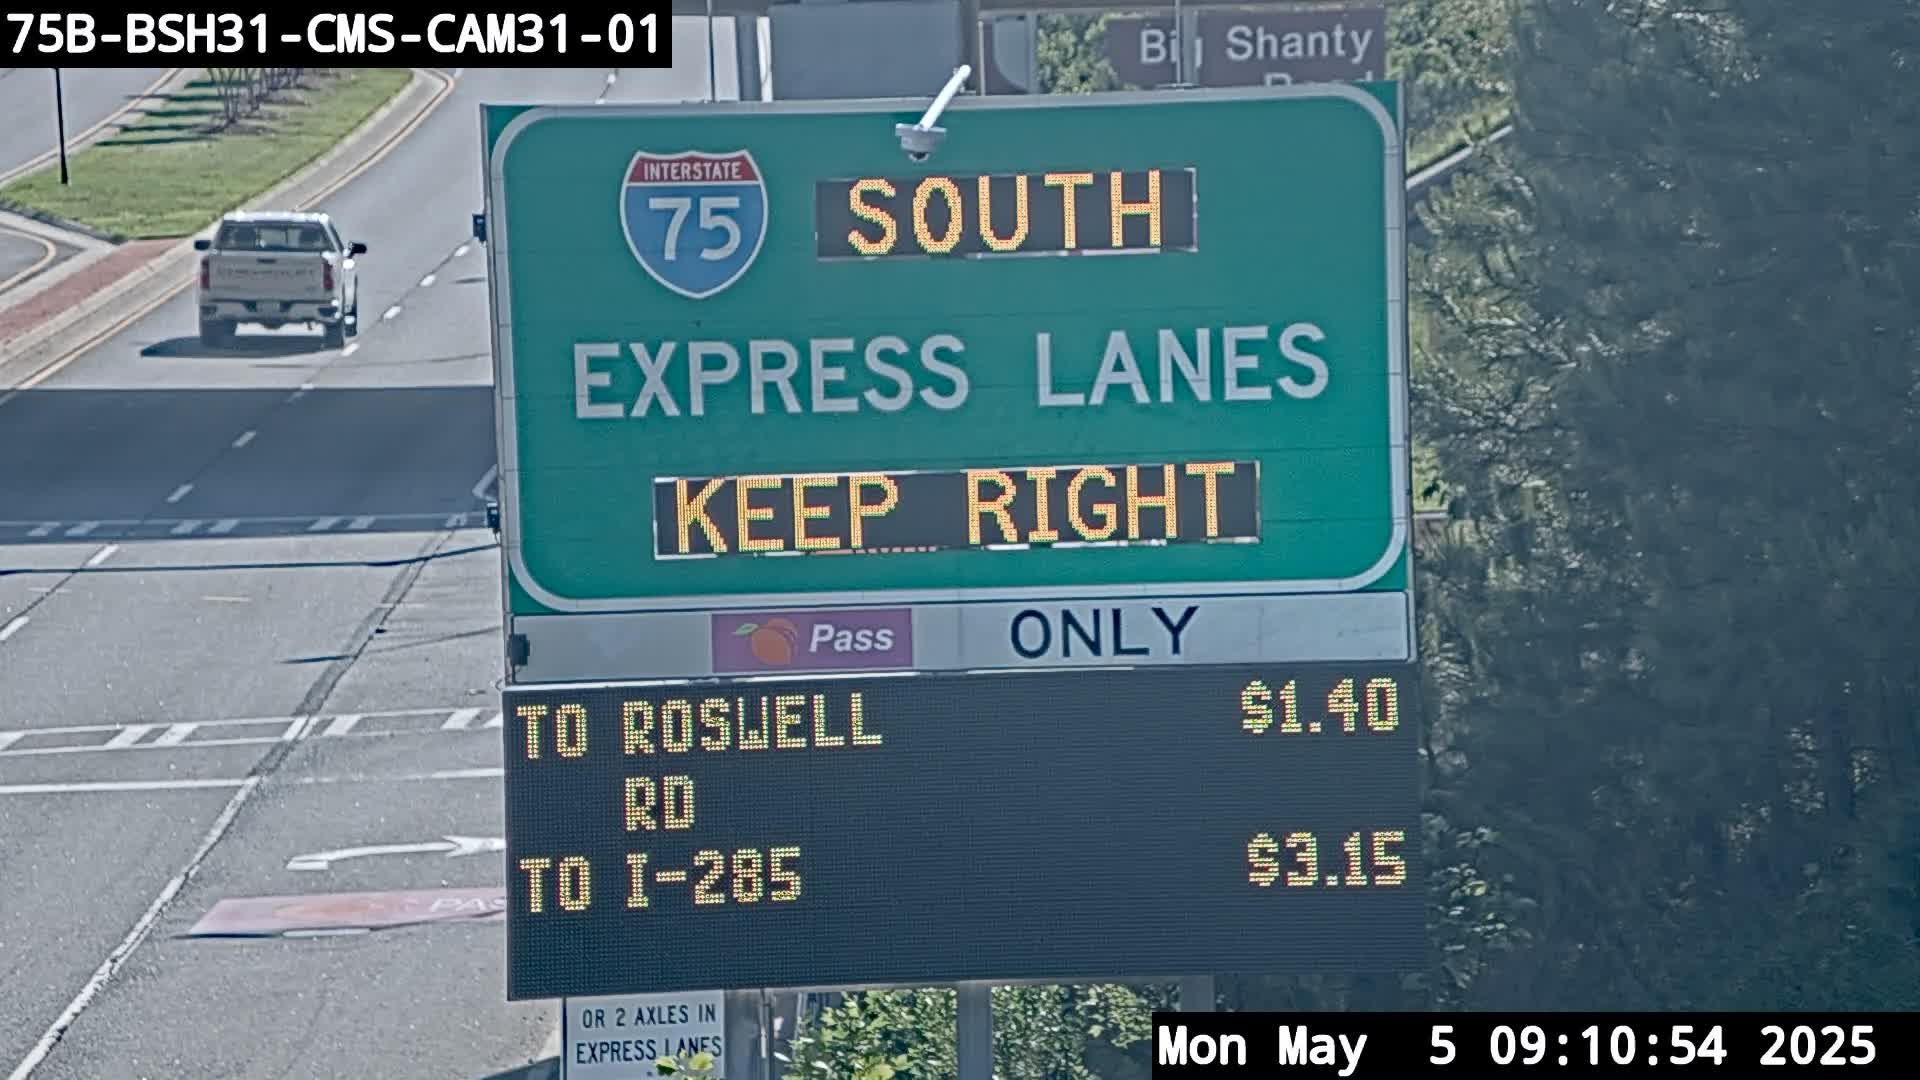 75B-BSH31-CMS-CAM31-01
Big Shanty
Road
INTERSTATE
75
SOUTH
EXPRESS LANES
KEEP RIGHT
Pass ONLY
TO ROSWELL $1.40
RD
TO I-285 $3.15
PAS
OR 2 AXLES IN
EXPRESS LANES
Mon May 5 09:10:54 2025